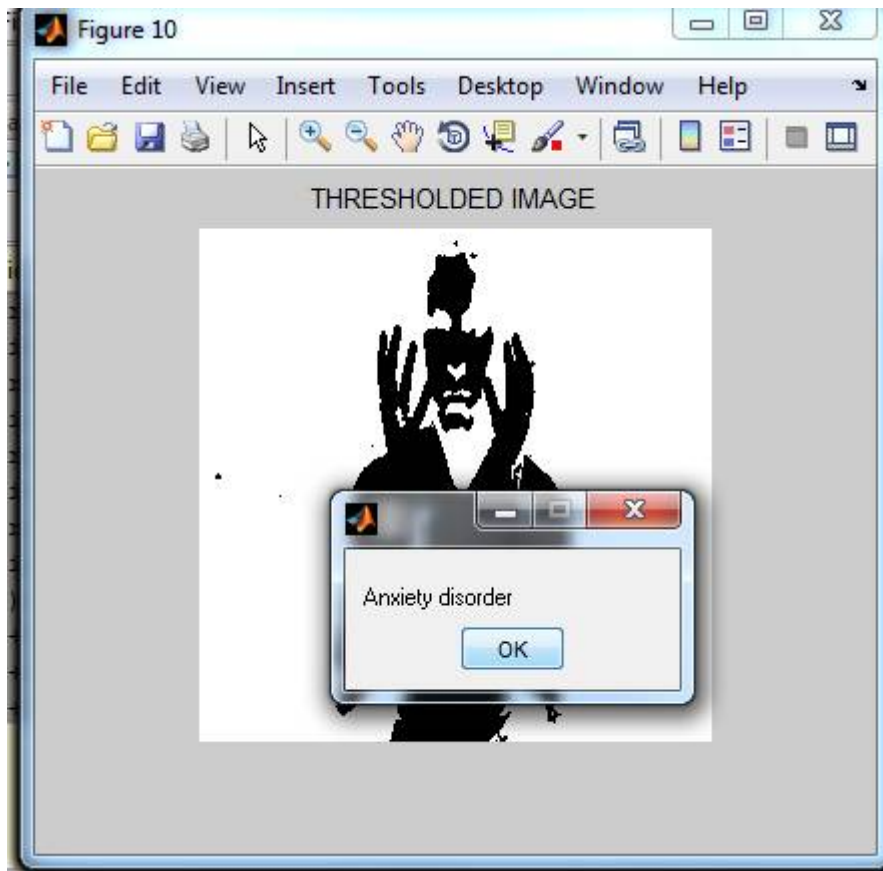 Figure 10
File Edit View Insert Tools Desktop Window Help
THRESHOLDED IMAGE
Anxiety disorder
OK